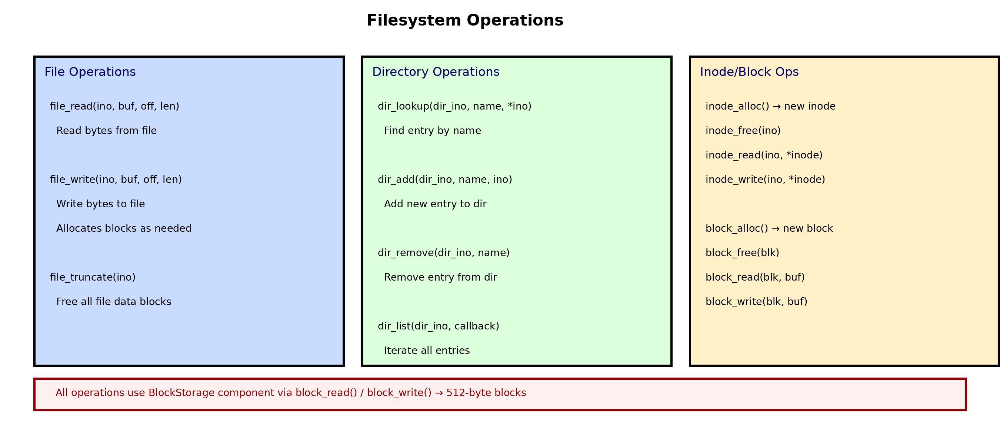 Filesystem Operations
File Operations
file_read(ino, buf, off, len)
Read bytes from file
file_write(ino, buf, off, len)
Write bytes to file
Allocates blocks as needed
file_truncate(ino)
Free all file data blocks
Directory Operations
dir_lookup(dir_ino, name, *ino)
Find entry by name
dir_add(dir_ino, name, ino)
Add new entry to dir
dir_remove(dir_ino, name)
Remove entry from dir
dir_list(dir_ino, callback)
Iterate all entries
Inode/Block Ops
inode_alloc() → new inode
inode_free(ino)
inode_read(ino, *inode)
inode_write(ino, *inode)
block_alloc() → new block
block_free(blk)
block_read(blk, buf)
block_write(blk, buf)
All operations use BlockStorage component via block_read() / block_write() → 512-byte blocks